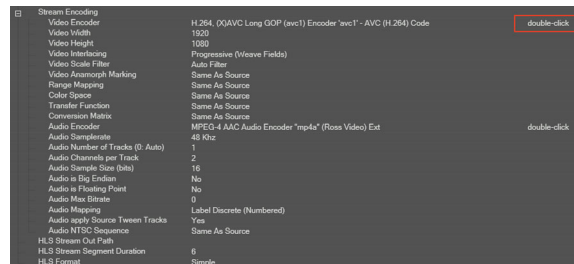 Stream Encoding
Video Encoder H.264, (X)AVC Long GOP (avc1) Encoder 'avc1' - AVC (H.264) Code double-click
Video Width 1920
Video Height 1080
Video Interlacing Progressive (Weave Fields)
Video Scale Filter Auto Filter
Video Anamorph Marking Same As Source
Range Mapping Same As Source
Color Space Same As Source
Transfer Function Same As Source
Conversion Matrix Same As Source
Audio Encoder MPEG-4 AAC Audio Encoder "mp4a" (Ross Video) Ext double-click
Audio Samplerate 48 Khz
Audio Number of Tracks (0: Auto) 1
Audio Channels per Track 2
Audio Sample Size (bits) 16
Audio is Big Endian No
Audio is Floating Point No
Audio Max Bitrate 0
Audio Mapping Label Discrete (Numbered)
Audio apply Source Tween Tracks Yes
Audio NTSC Sequence Same As Source
HLS Stream Out Path
HLS Stream Segment Duration 6
HLS Format Simple